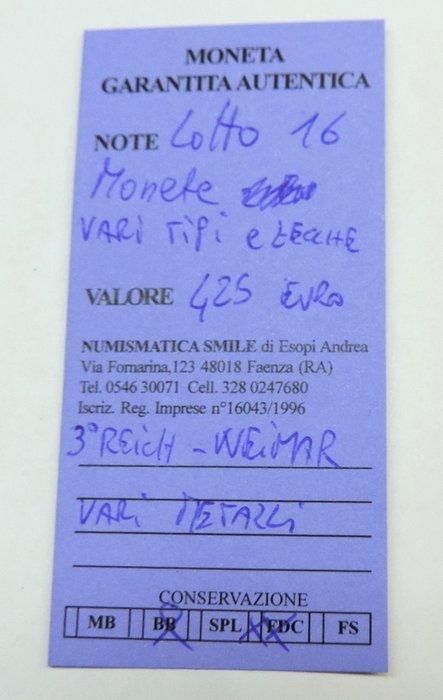 MONETA
GARANTITA AUTENTICA
NOTE Lotto 16
Monete
VARi TiPi e ZECCHE
VALORE 425 EURO
NUMISMATICA SMILE di Esopi Andrea
Via Fornarina,123 48018 Faenza (RA)
Tel. 0546 30071 Cell. 328 0247680
Iscriz. Reg. Imprese n°16043/1996
3° REiCH - WEiMAR
VARi METALLi
CONSERVAZIONE
MB BB SPL FDC FS